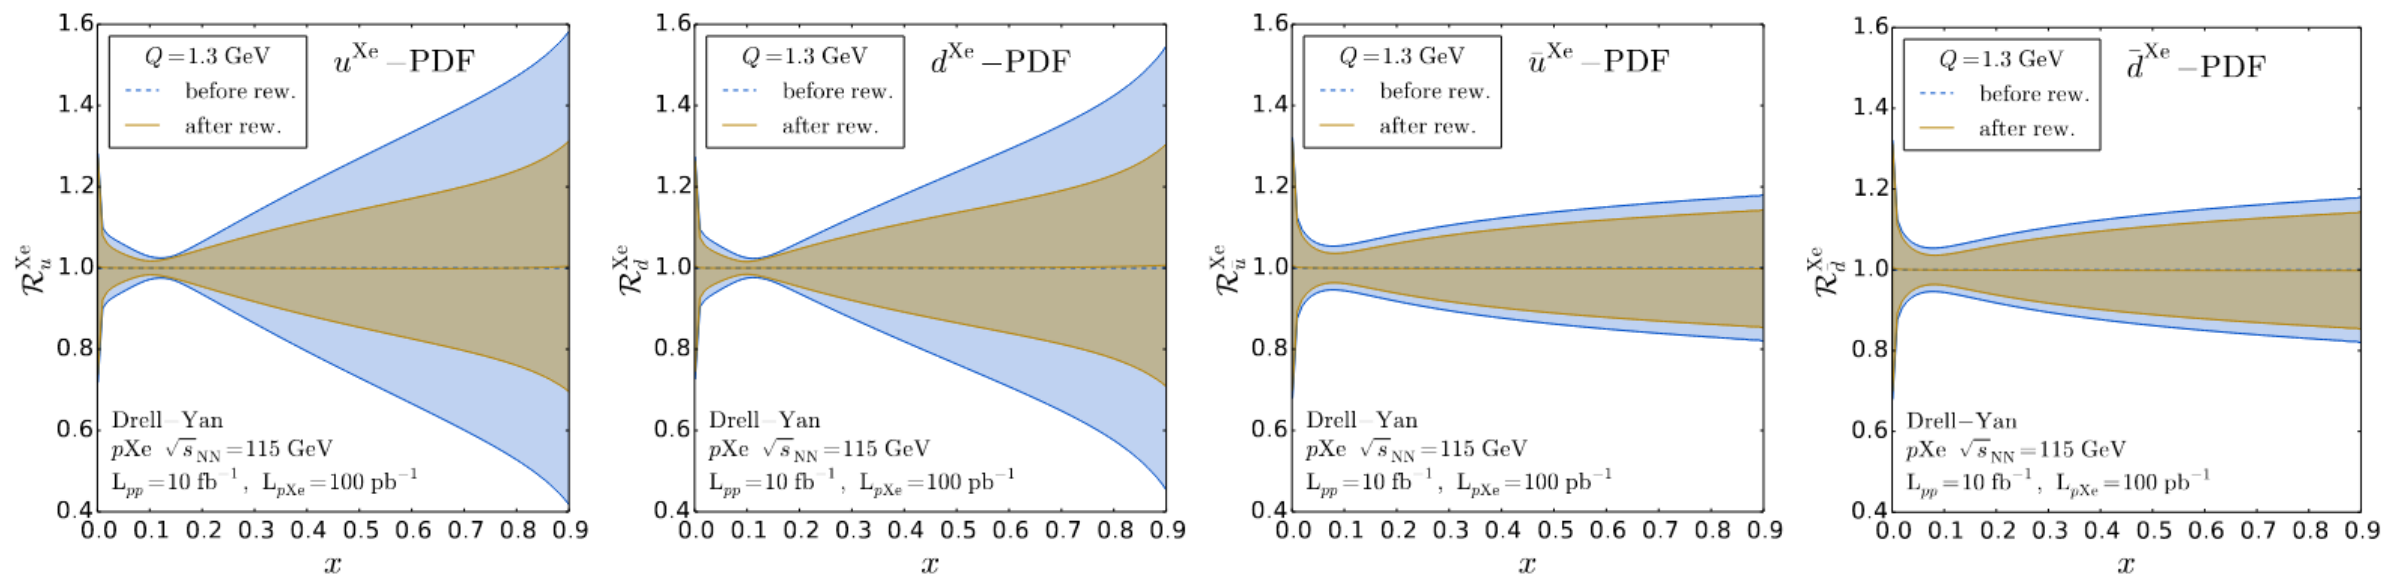 1.6
1.4
1.2
1.0
0.8
0.6
0.4
R_u^Xe
Q=1.3 GeV
before rew.
after rew.
u^Xe–PDF
Drell–Yan
pXe √s_NN=115 GeV
L_pp=10 fb^−1, L_pXe=100 pb^−1
0.0 0.1 0.2 0.3 0.4 0.5 0.6 0.7 0.8 0.9
x
1.6
1.4
1.2
1.0
0.8
0.6
0.4
R_d^Xe
Q=1.3 GeV
before rew.
after rew.
d^Xe–PDF
Drell–Yan
pXe √s_NN=115 GeV
L_pp=10 fb^−1, L_pXe=100 pb^−1
0.0 0.1 0.2 0.3 0.4 0.5 0.6 0.7 0.8 0.9
x
1.6
1.4
1.2
1.0
0.8
0.6
0.4
R_ū^Xe
Q=1.3 GeV
before rew.
after rew.
ū^Xe–PDF
Drell–Yan
pXe √s_NN=115 GeV
L_pp=10 fb^−1, L_pXe=100 pb^−1
0.0 0.1 0.2 0.3 0.4 0.5 0.6 0.7 0.8 0.9
x
1.6
1.4
1.2
1.0
0.8
0.6
0.4
R_d̄^Xe
Q=1.3 GeV
before rew.
after rew.
d̄^Xe–PDF
Drell–Yan
pXe √s_NN=115 GeV
L_pp=10 fb^−1, L_pXe=100 pb^−1
0.0 0.1 0.2 0.3 0.4 0.5 0.6 0.7 0.8 0.9
x